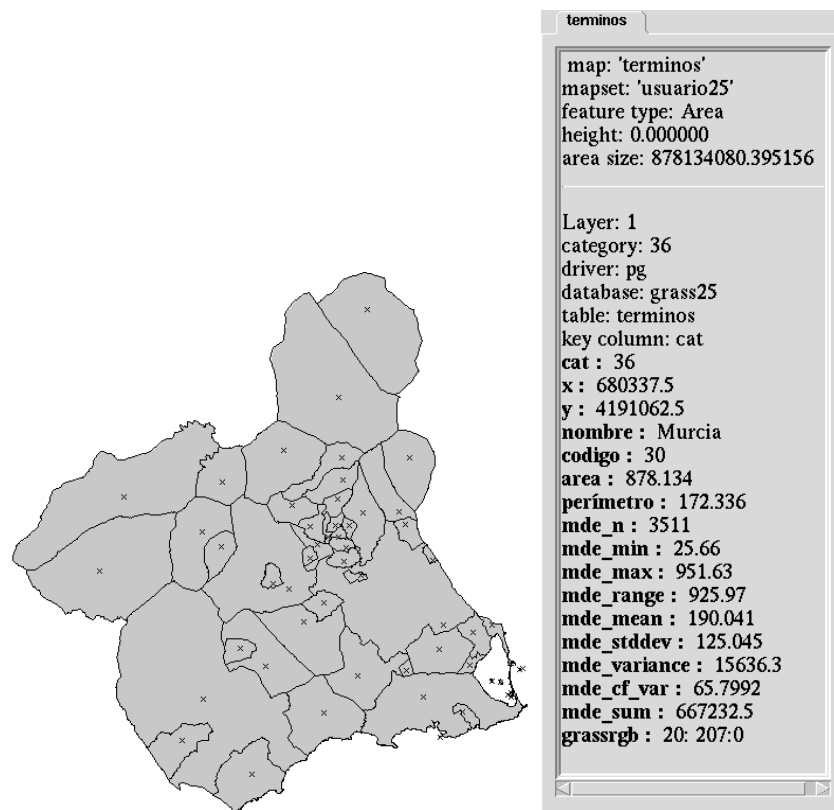 terminos
map: 'terminos'
mapset: 'usuario25'
feature type: Area
height: 0.000000
area size: 878134080.395156
Layer: 1
category: 36
driver: pg
database: grass25
table: terminos
key column: cat
cat : 36
x : 680337.5
y : 4191062.5
nombre : Murcia
codigo : 30
area : 878.134
perímetro : 172.336
mde_n : 3511
mde_min : 25.66
mde_max : 951.63
mde_range : 925.97
mde_mean : 190.041
mde_stddev : 125.045
mde_variance : 15636.3
mde_cf_var : 65.7992
mde_sum : 667232.5
grassrgb : 20: 207:0